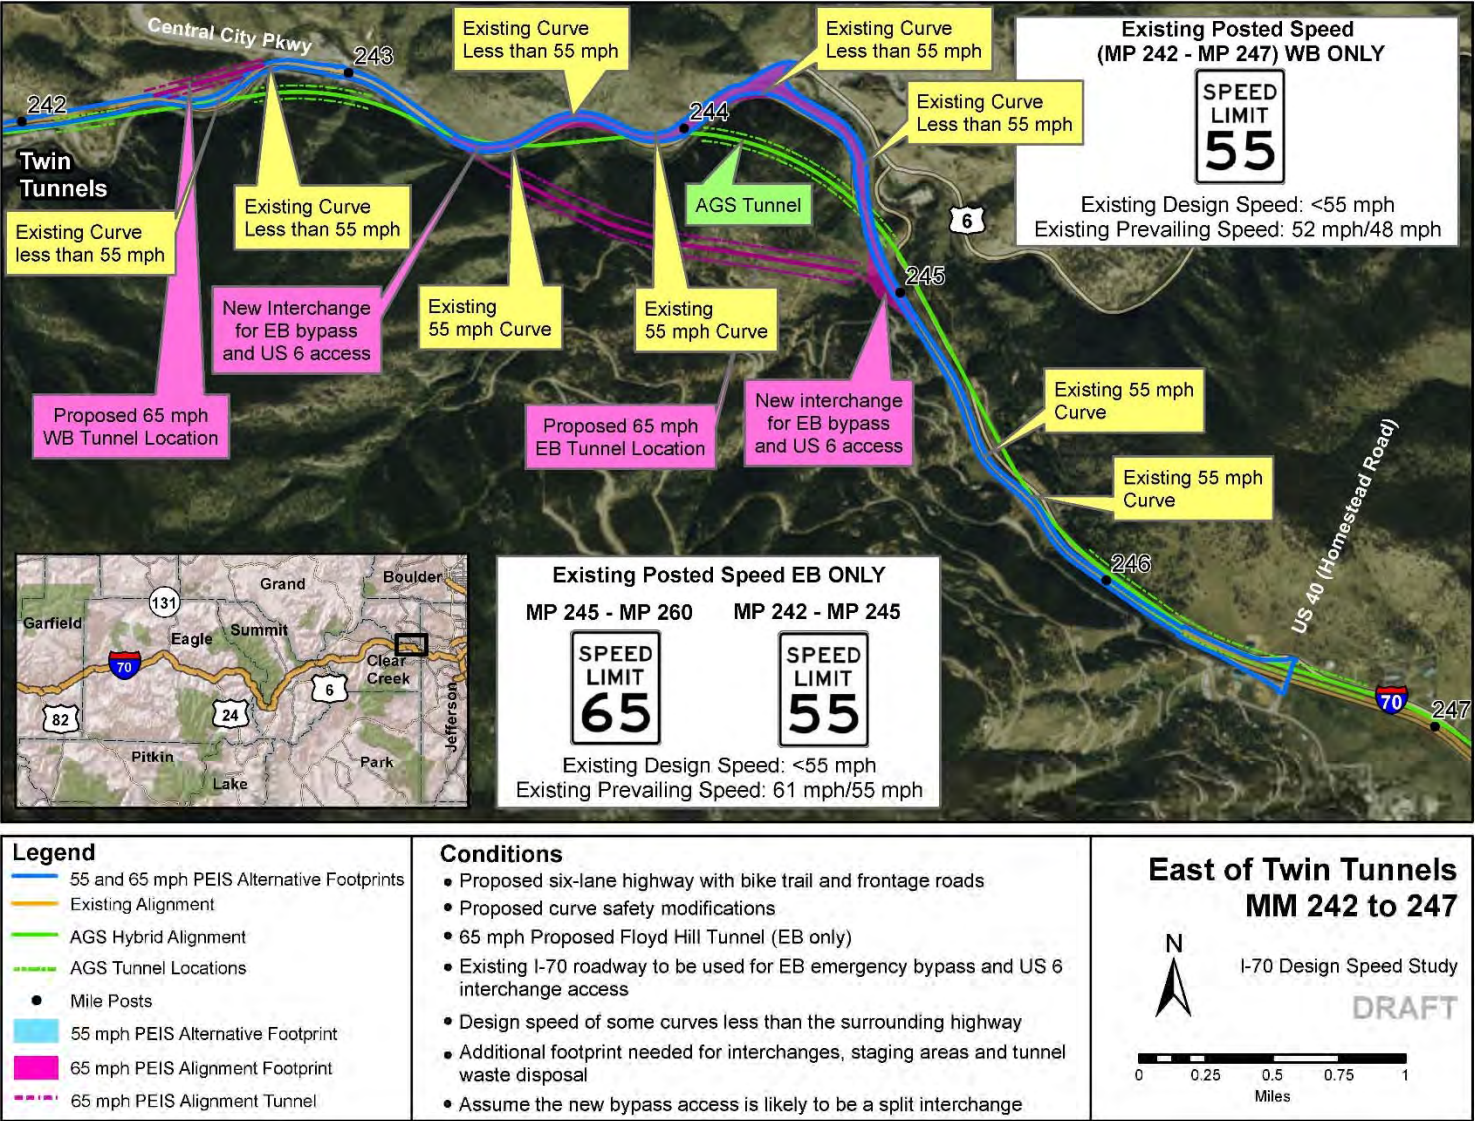 Central City Pkwy
242
243
244
245
246
247
Twin
Tunnels
Existing Curve
Less than 55 mph
Existing Curve
Less than 55 mph
Existing Curve
Less than 55 mph
Existing Curve
Less than 55 mph
Existing Curve
less than 55 mph
AGS Tunnel
6
New Interchange
for EB bypass
and US 6 access
Existing
55 mph Curve
Existing
55 mph Curve
Proposed 65 mph
WB Tunnel Location
Proposed 65 mph
EB Tunnel Location
New interchange
for EB bypass
and US 6 access
Existing 55 mph
Curve
Existing 55 mph
Curve
US 40 (Homestead Road)
70
Existing Posted Speed
(MP 242 - MP 247) WB ONLY
SPEED
LIMIT
55
Existing Design Speed: <55 mph
Existing Prevailing Speed: 52 mph/48 mph
Existing Posted Speed EB ONLY
MP 245 - MP 260
MP 242 - MP 245
SPEED
LIMIT
65
SPEED
LIMIT
55
Existing Design Speed: <55 mph
Existing Prevailing Speed: 61 mph/55 mph
Grand
Boulder
131
Garfield
Eagle
Summit
70
Clear
Creek
6
82
24
Jefferson
Pitkin
Park
Lake
Legend
55 and 65 mph PEIS Alternative Footprints
Existing Alignment
AGS Hybrid Alignment
AGS Tunnel Locations
Mile Posts
55 mph PEIS Alternative Footprint
65 mph PEIS Alignment Footprint
65 mph PEIS Alignment Tunnel
Conditions
• Proposed six-lane highway with bike trail and frontage roads
• Proposed curve safety modifications
• 65 mph Proposed Floyd Hill Tunnel (EB only)
• Existing I-70 roadway to be used for EB emergency bypass and US 6
interchange access
• Design speed of some curves less than the surrounding highway
• Additional footprint needed for interchanges, staging areas and tunnel
waste disposal
• Assume the new bypass access is likely to be a split interchange
East of Twin Tunnels
MM 242 to 247
N
I-70 Design Speed Study
DRAFT
0 0.25 0.5 0.75 1
Miles